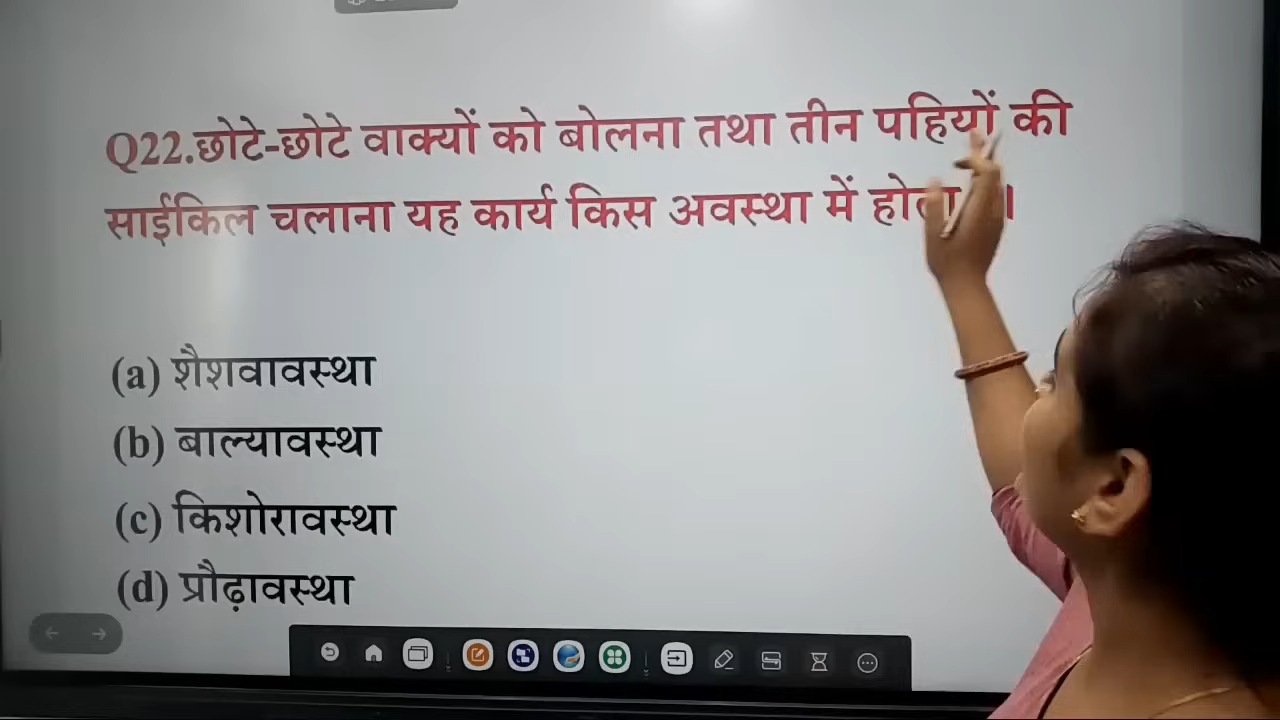 Q22.छोटे-छोटे वाक्यों को बोलना तथा तीन पहियों की
साईकिल चलाना यह कार्य किस अवस्था में होता ।
(a) शैशवावस्था
(b) बाल्यावस्था
(c) किशोरावस्था
(d) प्रौढ़ावस्था